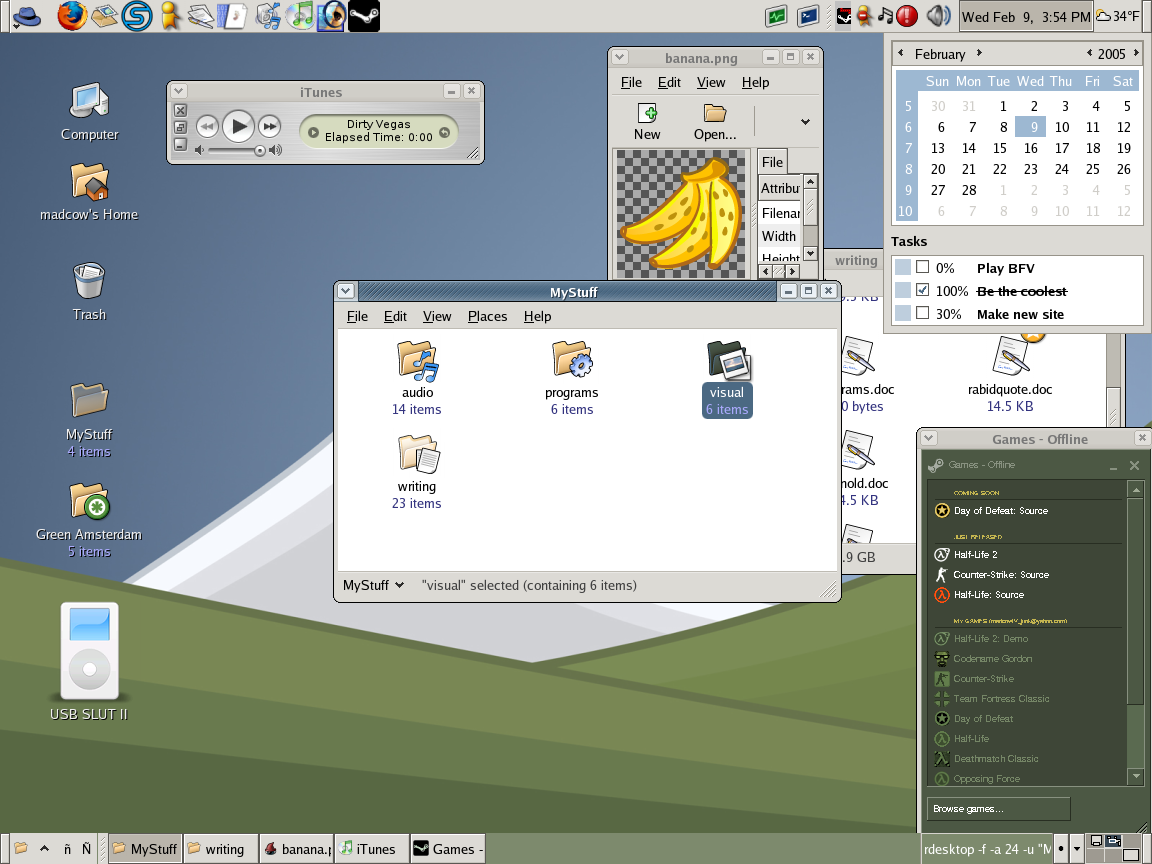 Wed Feb 9, 3:54 PM
34°F
Computer
madcow's Home
Trash
MyStuff
4 items
Green Amsterdam
5 items
USB SLUT II
iTunes
Dirty Vegas
Elapsed Time: 0:00
banana.png
File Edit View Help
New Open...
File
Attribu
Filenan
Width
Height
February 2005
Sun Mon Tue Wed Thu Fri Sat
5 30 31 1 2 3 4 5
6 6 7 8 9 10 11 12
7 13 14 15 16 17 18 19
8 20 21 22 23 24 25 26
9 27 28 1 2 3 4 5
10 6 7 8 9 10 11 12
Tasks
0% Play BFV
100% Be the coolest
30% Make new site
writing
rams.doc
0 bytes
rabidquote.doc
14.5 KB
nold.doc
4.5 KB
.9 GB
MyStuff
File Edit View Places Help
audio
14 items
programs
6 items
visual
6 items
writing
23 items
MyStuff "visual" selected (containing 6 items)
Games - Offline
Games - Offline
COMING SOON
Day of Defeat: Source
JUST RELEASED
Half-Life 2
Counter-Strike: Source
Half-Life: Source
MY GAMES
Half-Life 2: Demo
Codename Gordon
Counter-Strike
Team Fortress Classic
Day of Defeat
Half-Life
Deathmatch Classic
Opposing Force
Browse games...
ñ Ñ MyStuff writing banana.p iTunes Games - rdesktop -f -a 24 -u "M